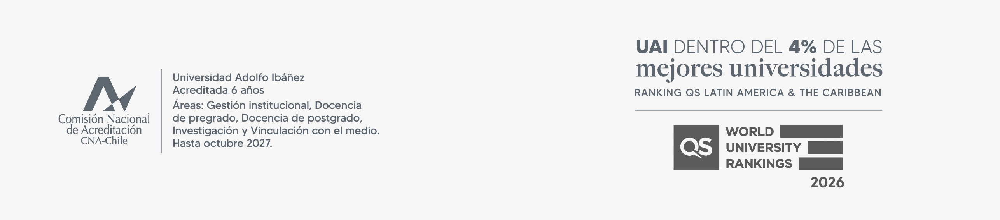 Comisión Nacional
de Acreditación
CNA-Chile
Universidad Adolfo Ibáñez
Acreditada 6 años
Áreas: Gestión institucional, Docencia
de pregrado, Docencia de postgrado,
Investigación y Vinculación con el medio.
Hasta octubre 2027.
UAI DENTRO DEL 4% DE LAS
mejores universidades
RANKING QS LATIN AMERICA & THE CARIBBEAN
QS
WORLD
UNIVERSITY
RANKINGS
2026